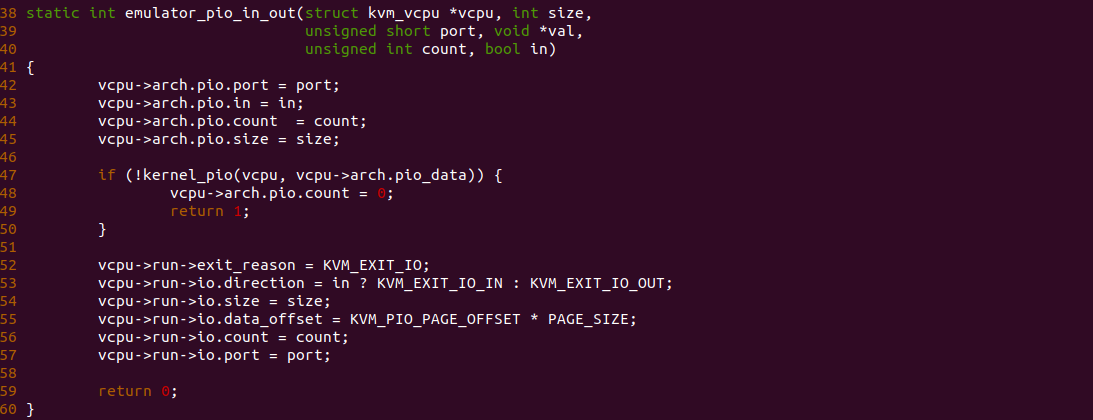 38 static int emulator_pio_in_out(struct kvm_vcpu *vcpu, int size,
39                                unsigned short port, void *val,
40                                unsigned int count, bool in)
41 {
42         vcpu->arch.pio.port = port;
43         vcpu->arch.pio.in = in;
44         vcpu->arch.pio.count  = count;
45         vcpu->arch.pio.size = size;
46
47         if (!kernel_pio(vcpu, vcpu->arch.pio_data)) {
48                 vcpu->arch.pio.count = 0;
49                 return 1;
50         }
51
52         vcpu->run->exit_reason = KVM_EXIT_IO;
53         vcpu->run->io.direction = in ? KVM_EXIT_IO_IN : KVM_EXIT_IO_OUT;
54         vcpu->run->io.size = size;
55         vcpu->run->io.data_offset = KVM_PIO_PAGE_OFFSET * PAGE_SIZE;
56         vcpu->run->io.count = count;
57         vcpu->run->io.port = port;
58
59         return 0;
60 }